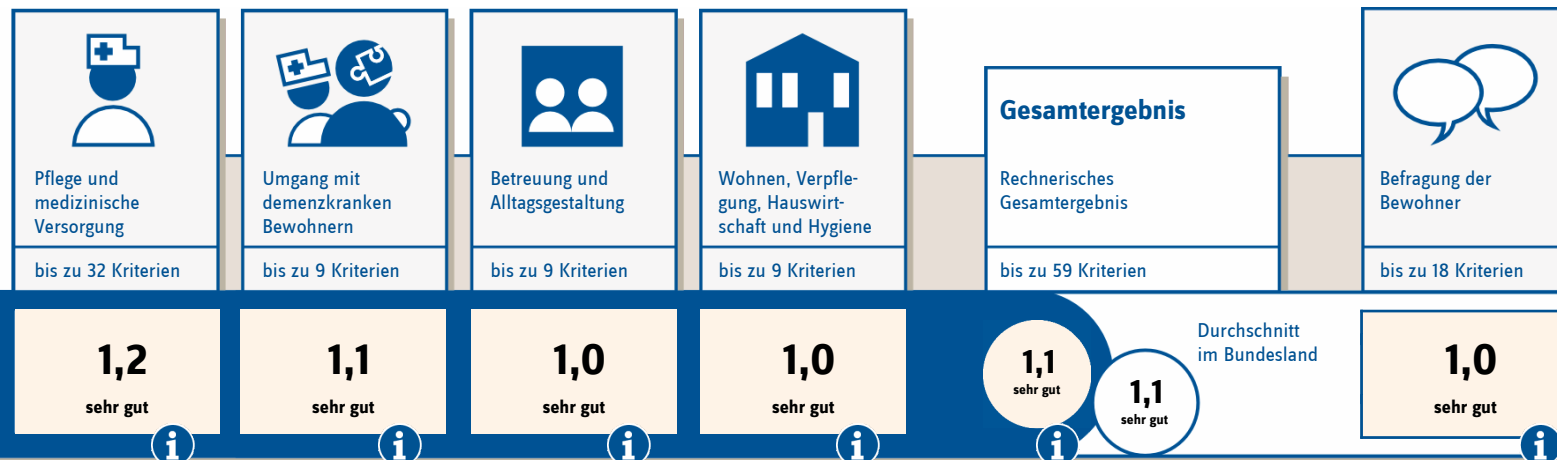 Pflege und
medizinische
Versorgung
bis zu 32 Kriterien
1,2
sehr gut
i
Umgang mit
demenzkranken
Bewohnern
bis zu 9 Kriterien
1,1
sehr gut
i
Betreuung und
Alltagsgestaltung
bis zu 9 Kriterien
1,0
sehr gut
i
Wohnen, Verpfle-
gung, Hauswirt-
schaft und Hygiene
bis zu 9 Kriterien
1,0
sehr gut
i
Gesamtergebnis
Rechnerisches
Gesamtergebnis
bis zu 59 Kriterien
1,1
sehr gut
i
Durchschnitt
im Bundesland
1,1
sehr gut
Befragung der
Bewohner
bis zu 18 Kriterien
1,0
sehr gut
i